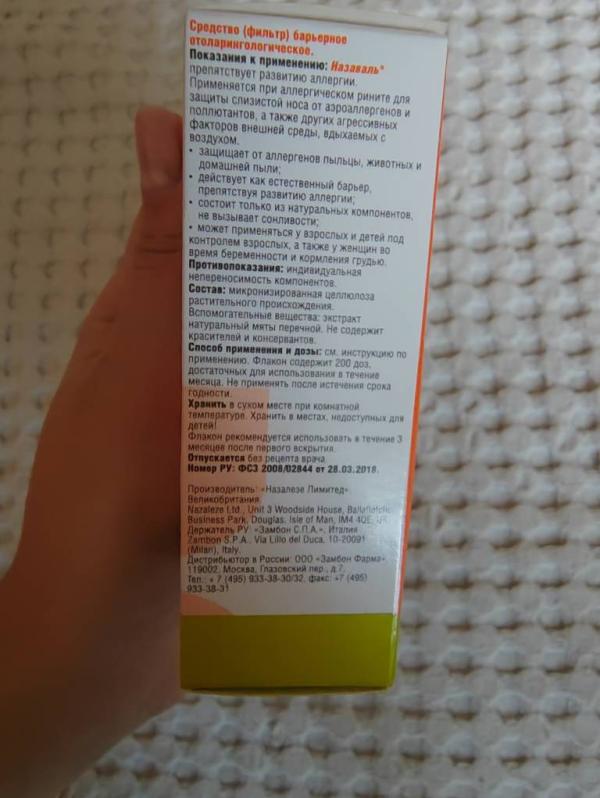 Средство (фильтр) барьерное
отоларингологическое.
Показания к применению: Назаваль®
препятствует развитию аллергии.
Применяется при аллергическом рините для
защиты слизистой носа от аэроаллергенов и
поллютантов, а также других агрессивных
факторов внешней среды, вдыхаемых с
воздухом.
• защищает от аллергенов пыльцы, животных и
домашней пыли;
• действует как естественный барьер,
препятствуя развитию аллергии;
• состоит только из натуральных компонентов,
не вызывает сонливости;
• может применяться у взрослых и детей под
контролем взрослых, а также у женщин во
время беременности и кормления грудью.
Противопоказания: индивидуальная
непереносимость компонентов.
Состав: микронизированная целлюлоза
растительного происхождения.
Вспомогательные вещества: экстракт
натуральный мяты перечной. Не содержит
красителей и консервантов.
Способ применения и дозы: см. инструкцию по
применению. Флакон содержит 200 доз,
достаточных для использования в течение
месяца. Не применять после истечения срока
годности.
Хранить в сухом месте при комнатной
температуре. Хранить в местах, недоступных для
детей!
Флакон рекомендуется использовать в течение 3
месяцев после первого вскрытия.
Отпускается без рецепта врача.
Номер РУ: ФСЗ 2008/02844 от 28.03.2018.
Производитель: «Назалезе Лимитед»
Великобритания.
Nazaleze Ltd., Unit 3 Woodside House, Ballafletcher
Business Park, Douglas, Isle of Man, IM4 4QE,
Держатель РУ: «Замбон С.П.А.», Италия
Zambon S.P.A., Via Lillo del Duca, 10-20091
(Milan), Italy.
Дистрибьютор в России: ООО «Замбон Фарма»
119002, Москва, Глазовский пер., д.7,
Тел.: + 7 (495) 933-38-30/32, факс: +7 (495)
933-38-31